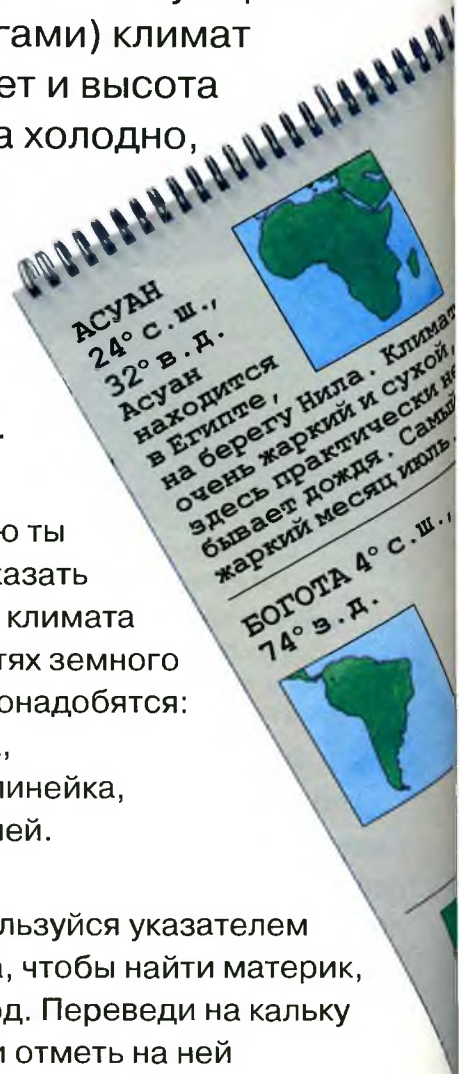 гами) климат
ет и высота
а холодно,
АСУАН
24° с.ш.,
32° в.д.
Асуан
находится
в Египте,
на берегу Нила. Климат
очень жаркий и сухой,
здесь практически не
бывает дождя. Самый
жаркий месяц июль.
БОГОТА 4° с.ш.,
74° з.д.
ю ты
казать
климата
тях земного
онадобятся:
линейка,
ей.
льзуйся указателем
а, чтобы найти материк,
од. Переведи на кальку
и отметь на ней